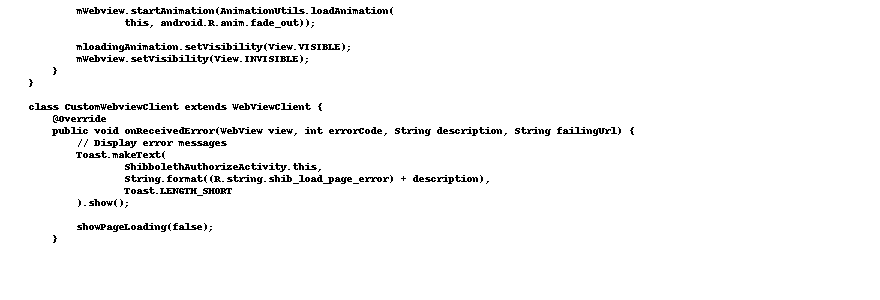 mWebview.startAnimation(AnimationUtils.loadAnimation(
this, android.R.anim.fade_out));
mloadingAnimation.setVisibility(View.VISIBLE);
mWebview.setVisibility(View.INVISIBLE);
}
}
class CustomWebviewClient extends WebViewClient {
@Override
public void onReceivedError(WebView view, int errorCode, String description, String failingUrl) {
// Display error messages
Toast.makeText(
ShibbolethAuthorizeActivity.this,
String.format((R.string.shib_load_page_error) + description),
Toast.LENGTH_SHORT
).show();
showPageLoading(false);
}